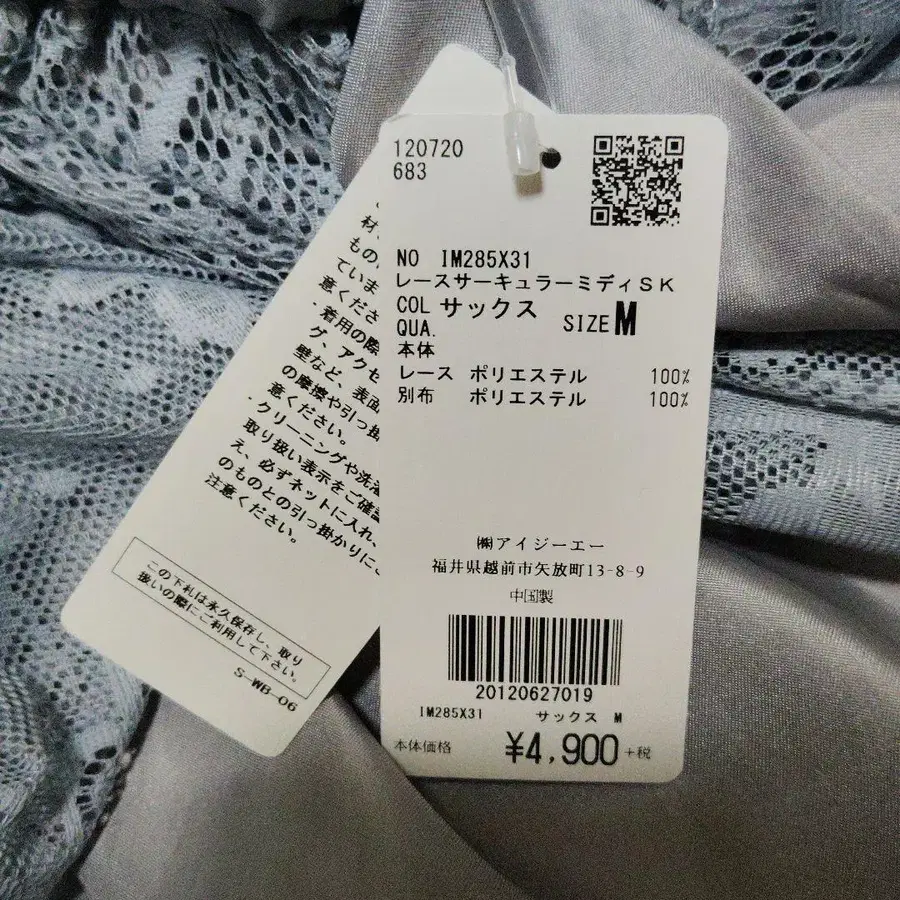 120720
683
NO IM285X31
レースサーキュラーミディSK
COL サックス SIZE M
QUA.
本体
レース ポリエステル 100%
別布 ポリエステル 100%
㈱アイジーエー
福井県越前市矢放町13-8-9
中国製
20120627019
IM285X31 サックス M
本体価格 ¥4,900+税
材
もの,
ていま
意くださ
・着用の際
グ、アクセ
壁など、表面
の摩擦や引っ掛
意ください。
・クリーニングや洗濯
取り扱い表示をご確認
え、必ずネットに入れ、
のものとの引っ掛かりに
注意ください。
この下札は永久保存し、取り
扱いの際にご利用して下さい。
S-WB-06